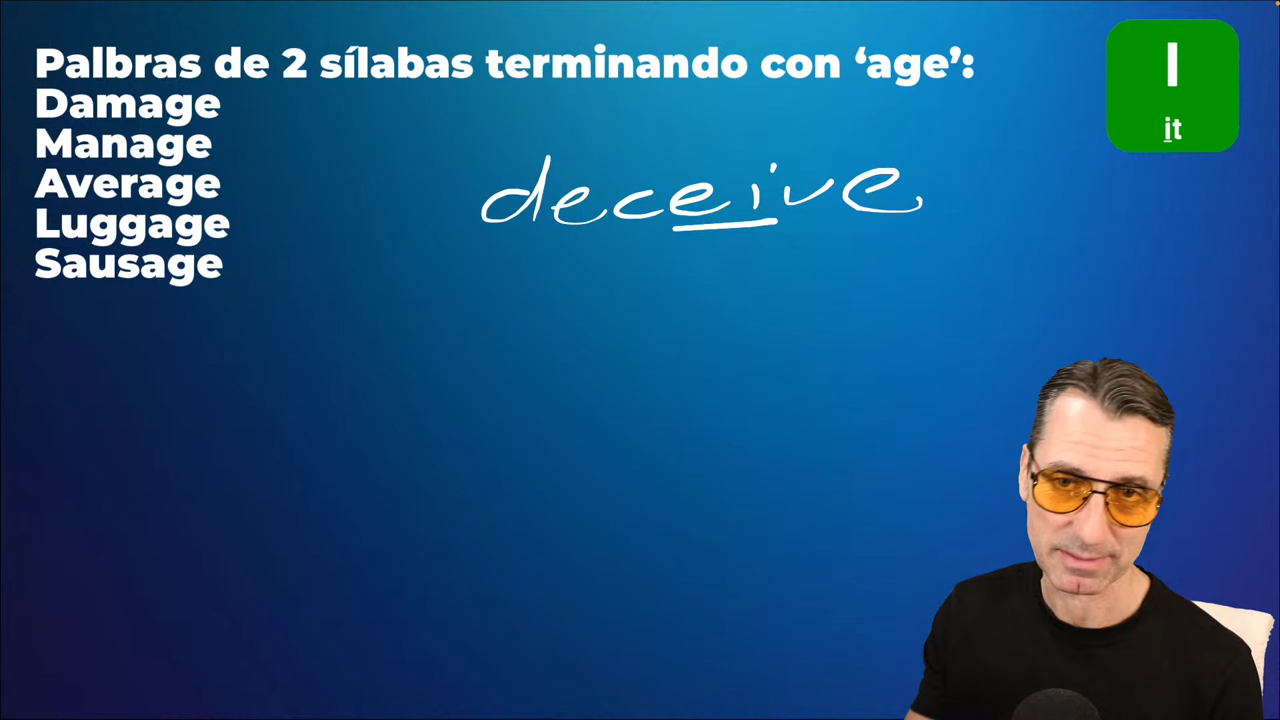 Palbras de 2 sílabas terminando con ‘age’:
Damage
Manage
Average
Luggage
Sausage
deceive
I
it